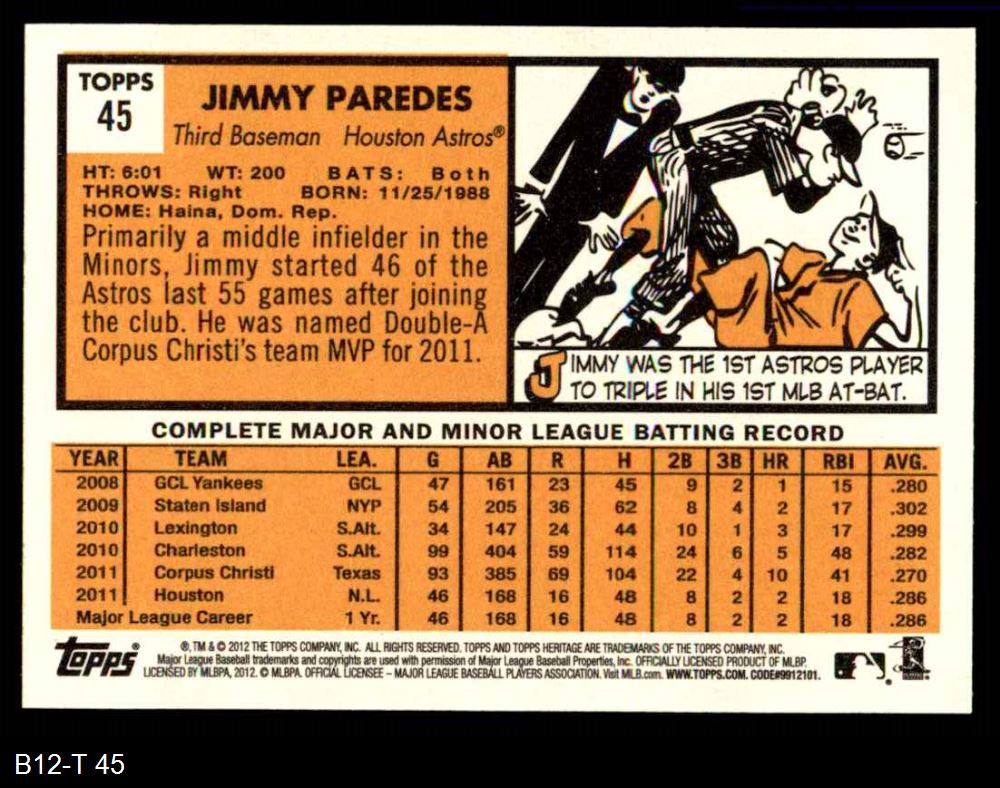 TOPPS
45
JIMMY PAREDES
Third Baseman Houston Astros®
HT: 6:01 WT: 200 BATS: Both
THROWS: Right BORN: 11/25/1988
HOME: Haina, Dom. Rep.
Primarily a middle infielder in the
Minors, Jimmy started 46 of the
Astros last 55 games after joining
the club. He was named Double-A
Corpus Christi's team MVP for 2011.
JIMMY WAS THE 1ST ASTROS PLAYER
TO TRIPLE IN HIS 1ST MLB AT-BAT.
COMPLETE MAJOR AND MINOR LEAGUE BATTING RECORD
YEAR TEAM LEA. G AB R H 2B 3B HR RBI AVG.
2008 GCL Yankees GCL 47 161 23 45 9 2 1 15 .280
2009 Staten Island NYP 54 205 36 62 8 4 2 17 .302
2010 Lexington S.Alt. 34 147 24 44 10 1 3 17 .299
2010 Charleston S.Alt. 99 404 59 114 24 6 5 48 .282
2011 Corpus Christi Texas 93 385 69 104 22 4 10 41 .270
2011 Houston N.L. 46 168 16 48 8 2 2 18 .286
Major League Career 1 Yr. 46 168 16 48 8 2 2 18 .286
topps®
®, TM & © 2012 THE TOPPS COMPANY, INC. ALL RIGHTS RESERVED. TOPPS AND TOPPS HERITAGE ARE TRADEMARKS OF THE TOPPS COMPANY, INC.
Major League Baseball trademarks and copyrights are used with permission of Major League Baseball Properties, Inc. OFFICIALLY LICENSED PRODUCT OF MLBP.
LICENSED BY MLBPA, 2012. © MLBPA. OFFICIAL LICENSEE – MAJOR LEAGUE BASEBALL PLAYERS ASSOCIATION. Visit MLB.com. WWW.TOPPS.COM. CODE#9912101.
B12-T 45